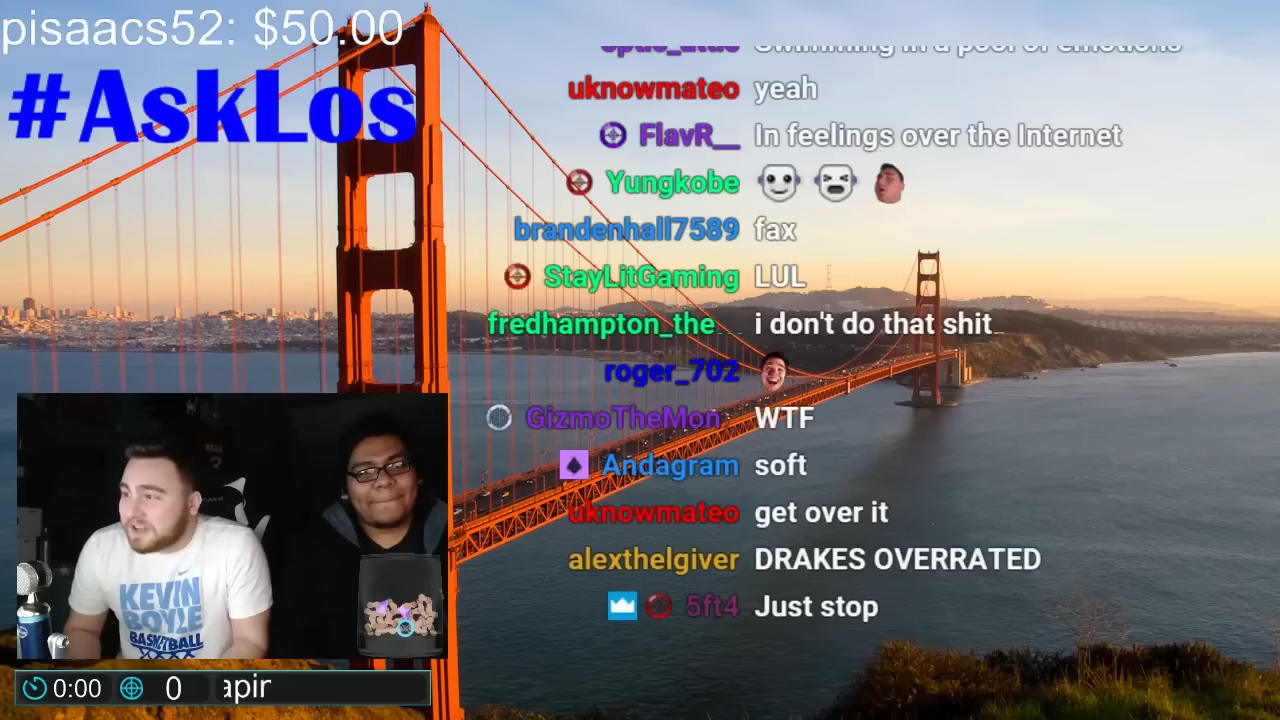 pisaacs52: $50.00
#AskLos
uknowmateo yeah
FlavR__ In feelings over the Internet
Yungkobe
brandenhall7589 fax
StayLitGaming LUL
fredhampton_the i don't do that shit
roger_702
GizmoTheMon WTF
Andagram soft
uknowmateo get over it
alexthelgiver DRAKES OVERRATED
5ft4 Just stop
KEVIN
BOYLE
BASKETBALL
0:00 0 apir